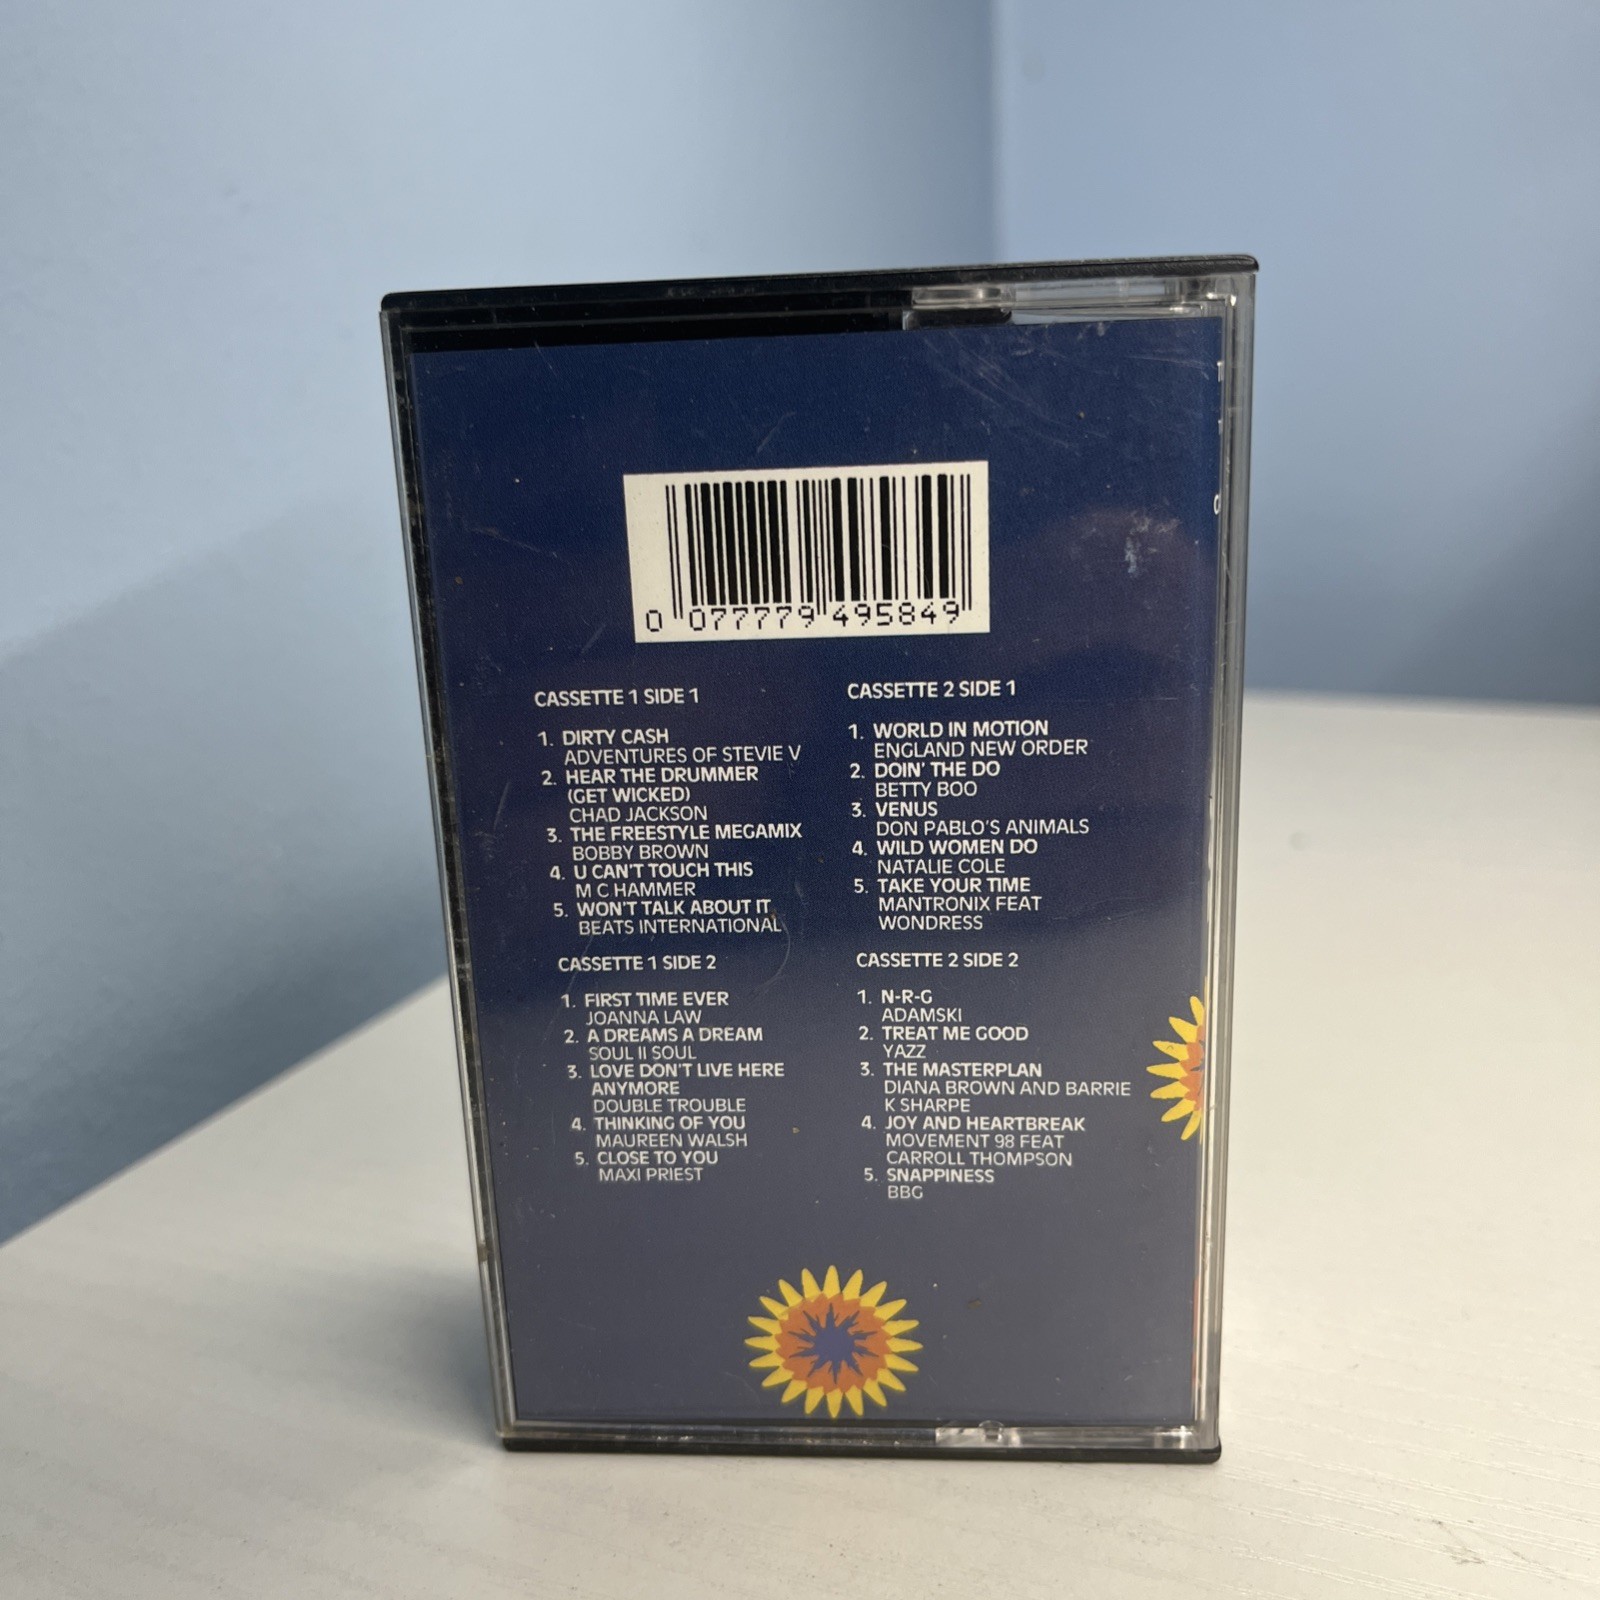 0 077779 495849
CASSETTE 1 SIDE 1
1. DIRTY CASH
ADVENTURES OF STEVIE V
2. HEAR THE DRUMMER
(GET WICKED)
CHAD JACKSON
3. THE FREESTYLE MEGAMIX
BOBBY BROWN
4. U CAN'T TOUCH THIS
M C HAMMER
5. WON'T TALK ABOUT IT
BEATS INTERNATIONAL
CASSETTE 1 SIDE 2
1. FIRST TIME EVER
JOANNA LAW
2. A DREAMS A DREAM
SOUL II SOUL
3. LOVE DON'T LIVE HERE
ANYMORE
DOUBLE TROUBLE
4. THINKING OF YOU
MAUREEN WALSH
5. CLOSE TO YOU
MAXI PRIEST
CASSETTE 2 SIDE 1
1. WORLD IN MOTION
ENGLAND NEW ORDER
2. DOIN' THE DO
BETTY BOO
3. VENUS
DON PABLO'S ANIMALS
4. WILD WOMEN DO
NATALIE COLE
5. TAKE YOUR TIME
MANTRONIX FEAT
WONDRESS
CASSETTE 2 SIDE 2
1. N-R-G
ADAMSKI
2. TREAT ME GOOD
YAZZ
3. THE MASTERPLAN
DIANA BROWN AND BARRIE
K SHARPE
4. JOY AND HEARTBREAK
MOVEMENT 98 FEAT
CARROLL THOMPSON
5. SNAPPINESS
BBG